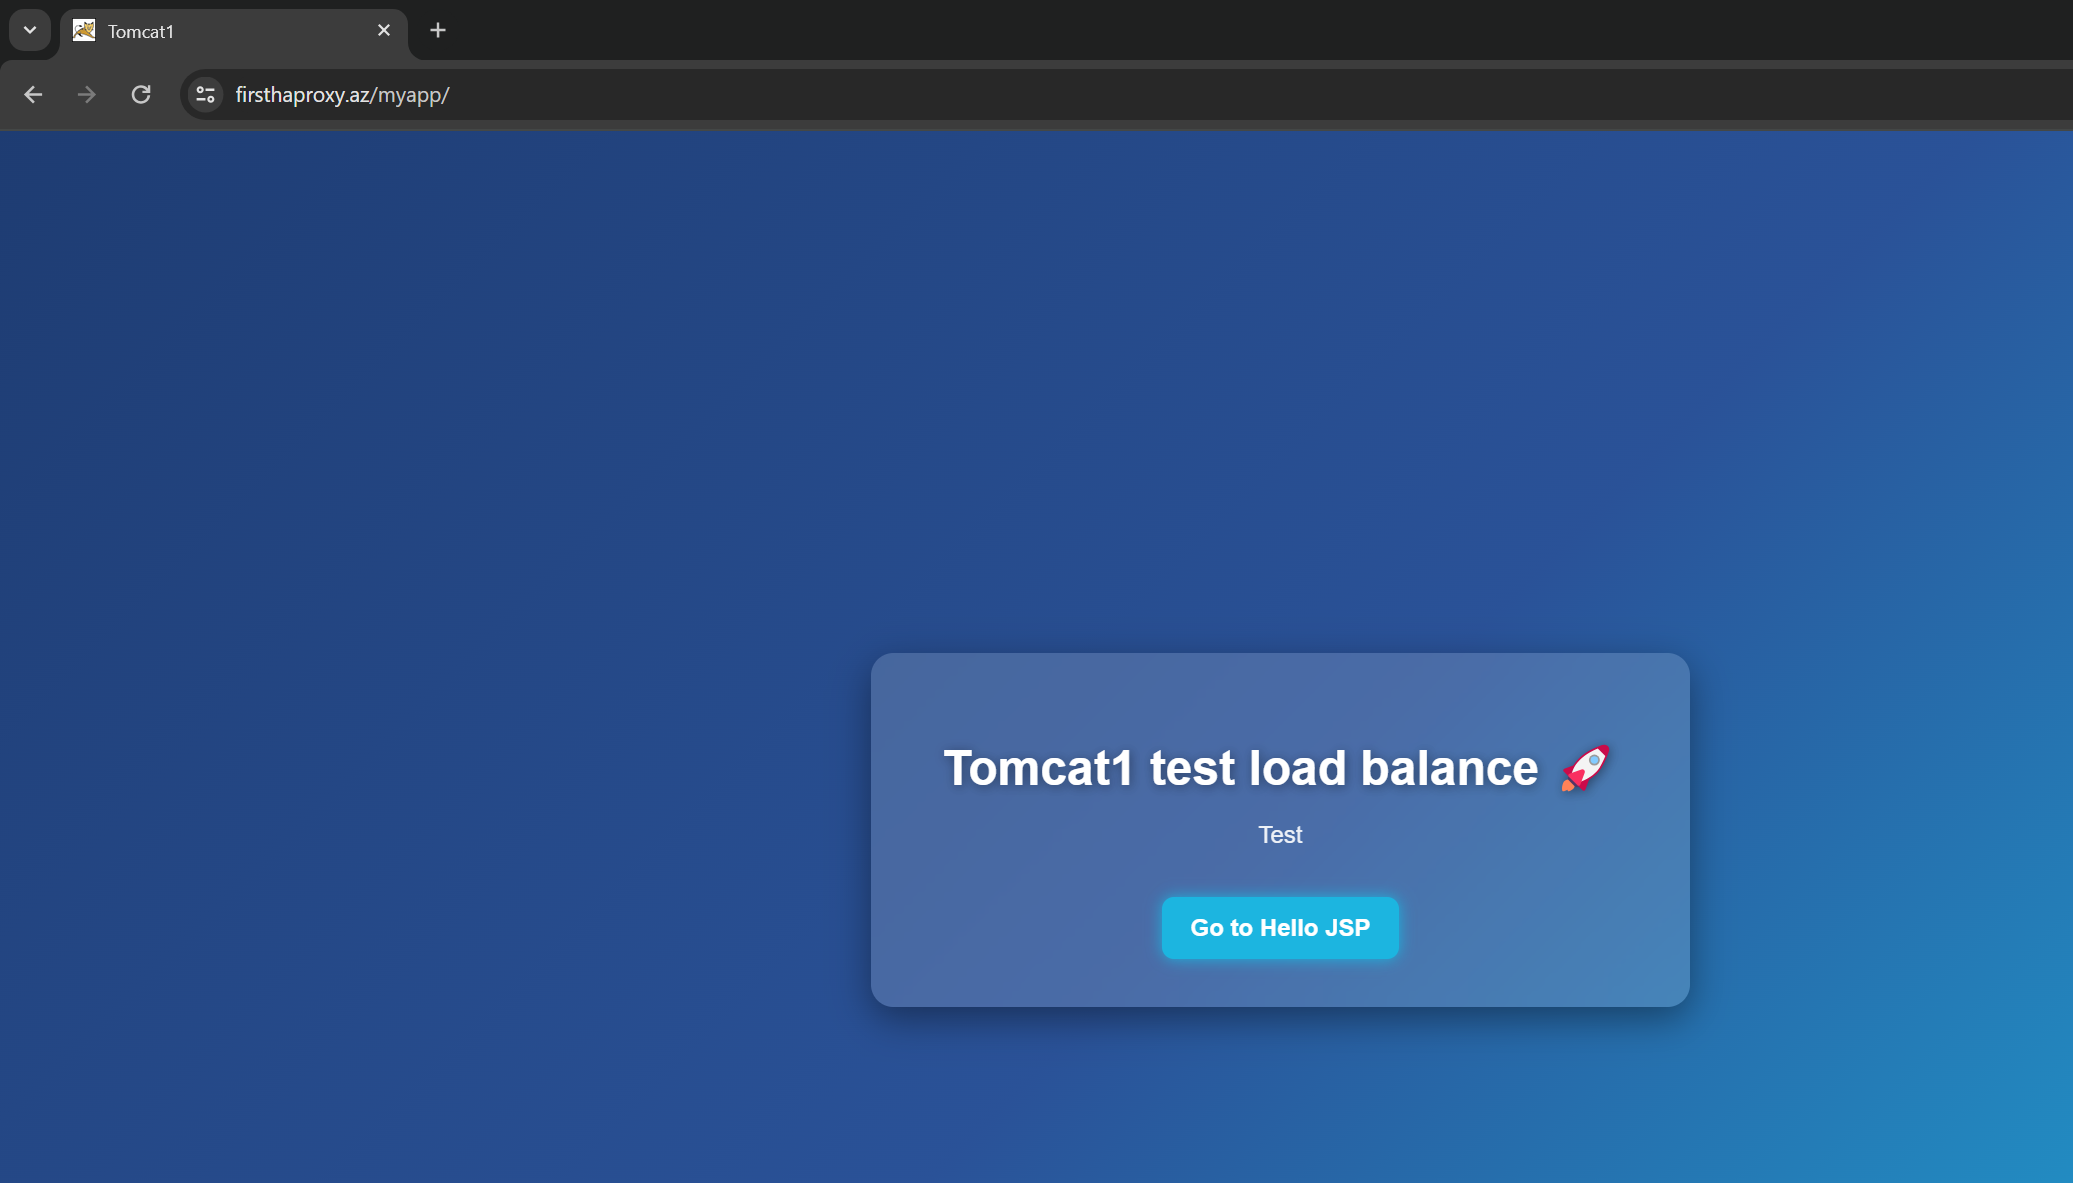 Tomcat1
firsthaproxy.az/myapp/
Tomcat1 test load balance 🚀
Test
Go to Hello JSP